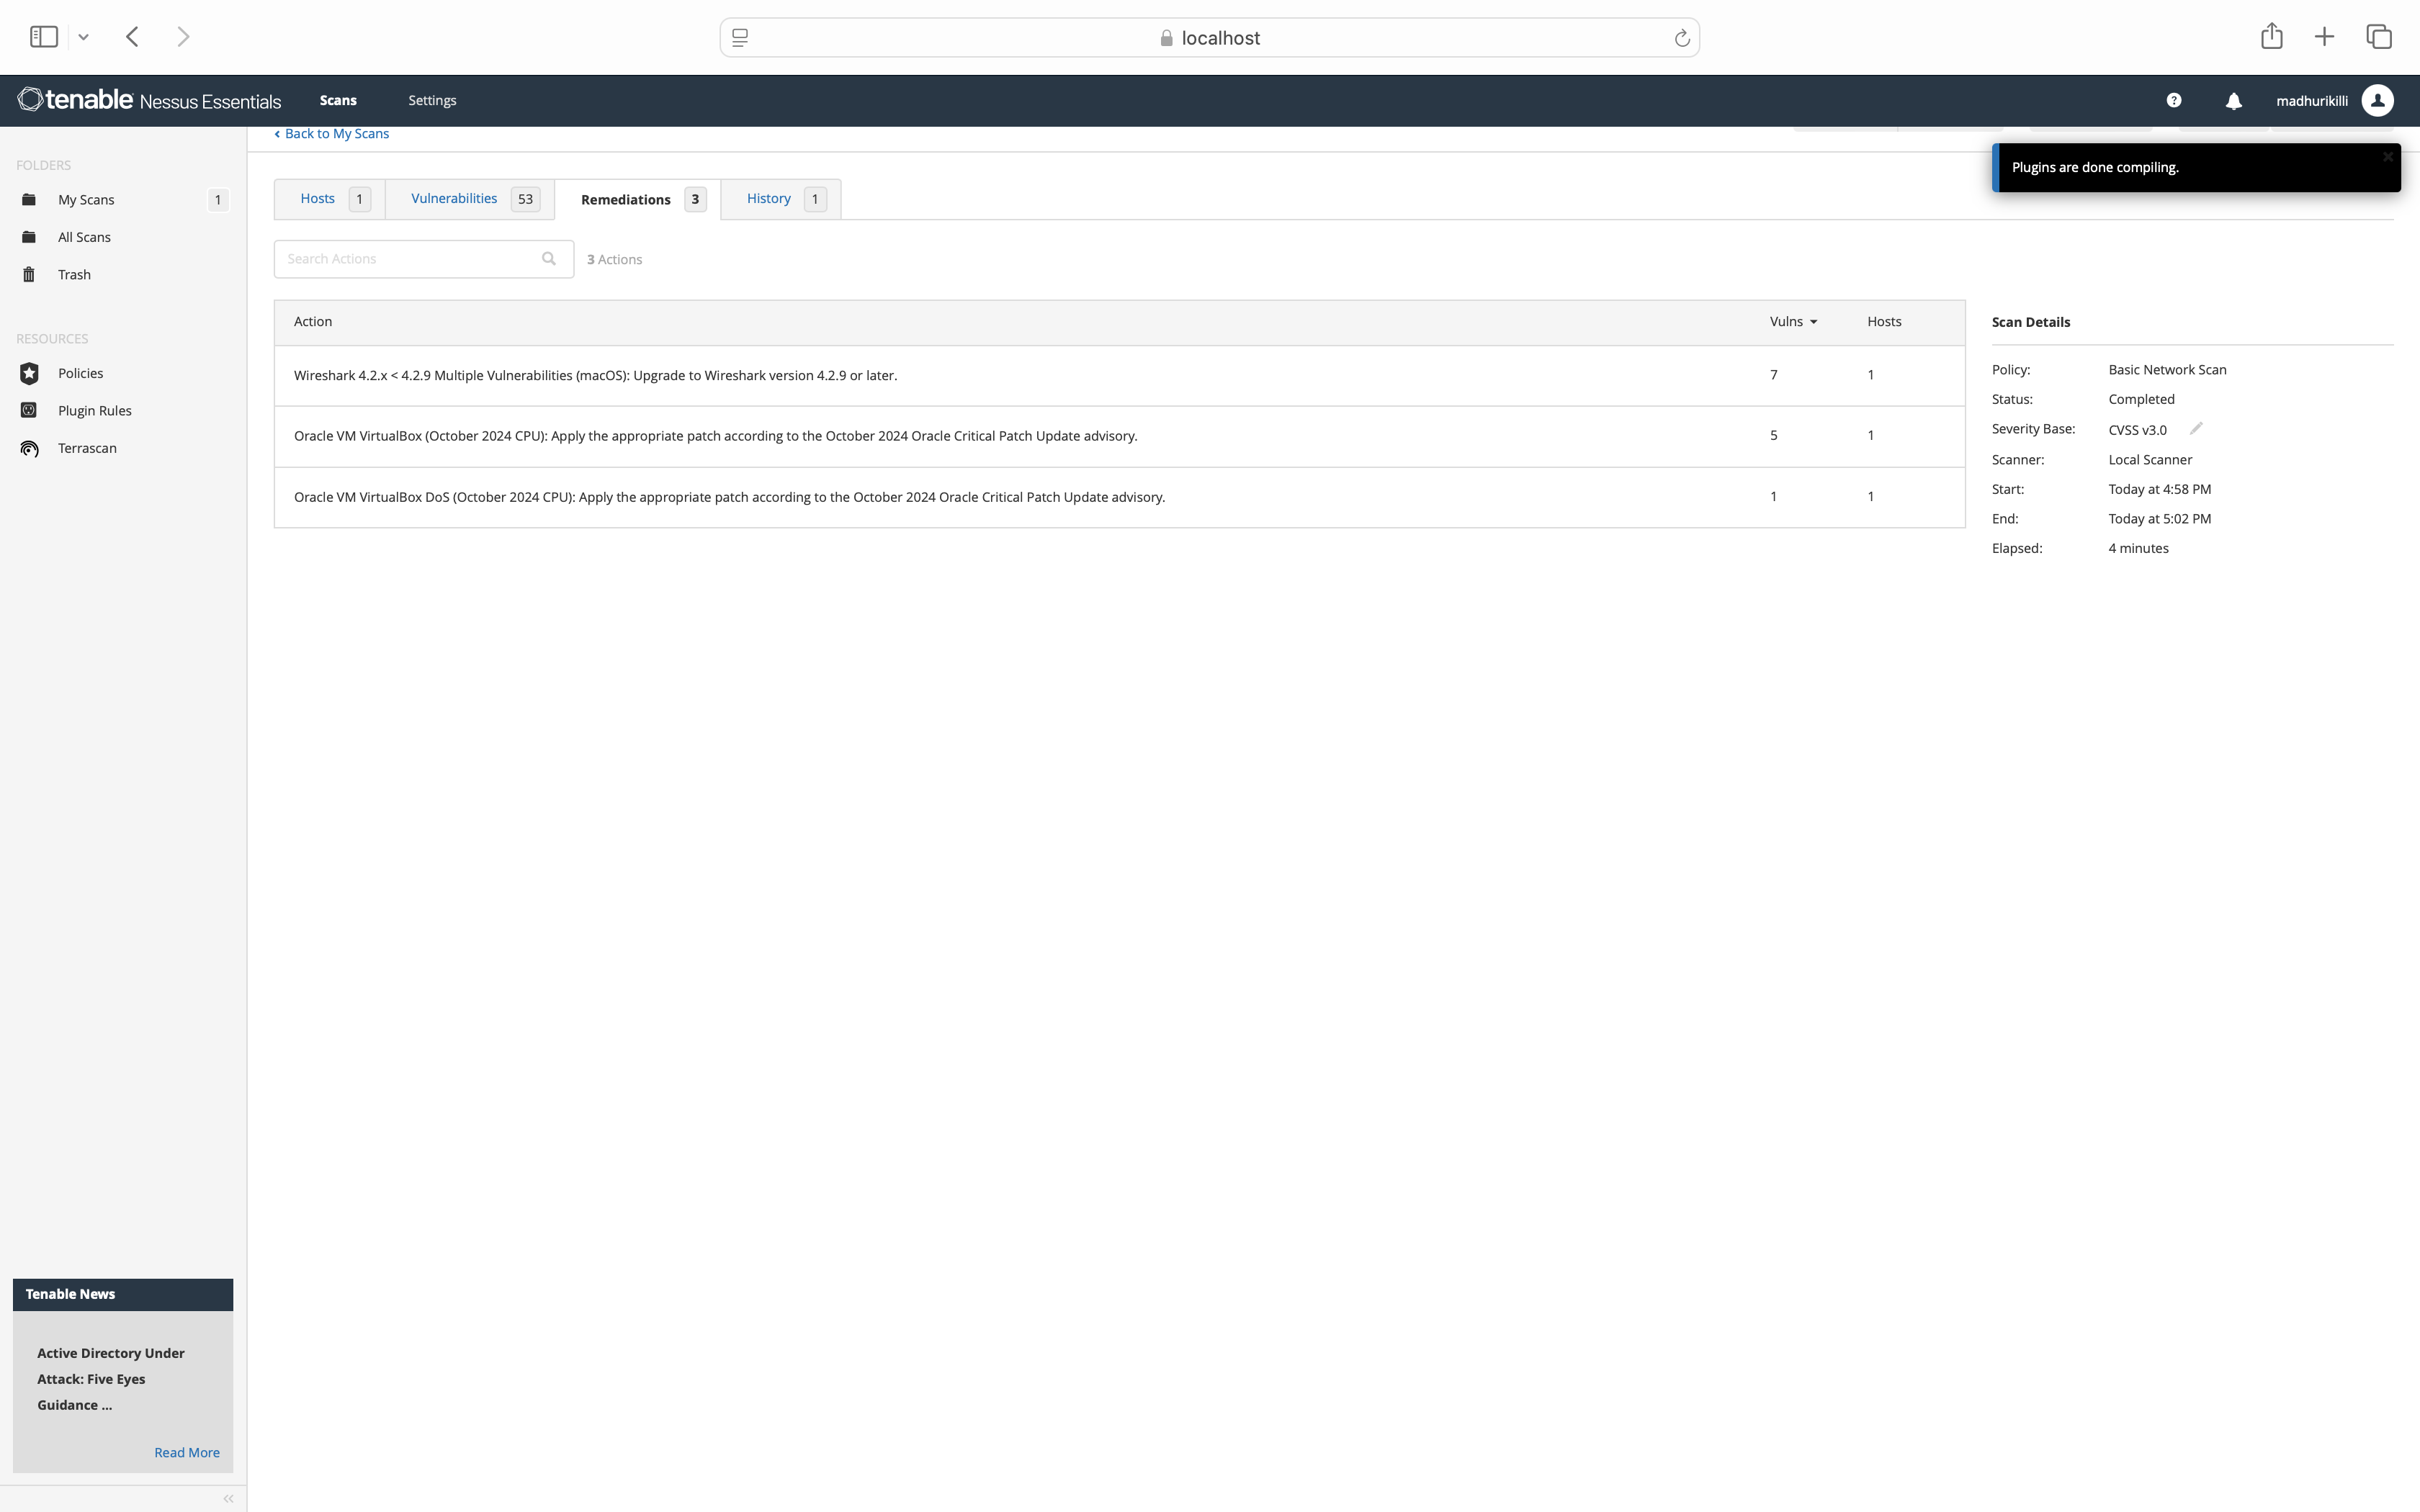 localhost
tenable Nessus Essentials Scans Settings ? madhurikilli
‹ Back to My Scans
Plugins are done compiling.
FOLDERS
My Scans 1
All Scans
Trash
RESOURCES
Policies
Plugin Rules
Terrascan
Hosts 1 Vulnerabilities 53 Remediations 3 History 1
Search Actions 3 Actions
Action Vulns Hosts
Wireshark 4.2.x < 4.2.9 Multiple Vulnerabilities (macOS): Upgrade to Wireshark version 4.2.9 or later. 7 1
Oracle VM VirtualBox (October 2024 CPU): Apply the appropriate patch according to the October 2024 Oracle Critical Patch Update advisory. 5 1
Oracle VM VirtualBox DoS (October 2024 CPU): Apply the appropriate patch according to the October 2024 Oracle Critical Patch Update advisory. 1 1
Scan Details
Policy: Basic Network Scan
Status: Completed
Severity Base: CVSS v3.0
Scanner: Local Scanner
Start: Today at 4:58 PM
End: Today at 5:02 PM
Elapsed: 4 minutes
Tenable News
Active Directory Under
Attack: Five Eyes
Guidance ...
Read More